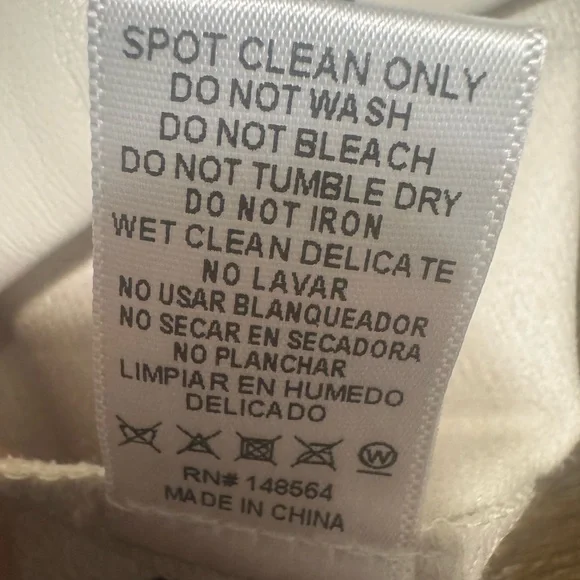 SPOT CLEAN ONLY
DO NOT WASH
DO NOT BLEACH
DO NOT TUMBLE DRY
DO NOT IRON
WET CLEAN DELICATE
NO LAVAR
NO USAR BLANQUEADOR
NO SECAR EN SECADORA
NO PLANCHAR
LIMPIAR EN HUMEDO
DELICADO
W
RN# 148564
MADE IN CHINA